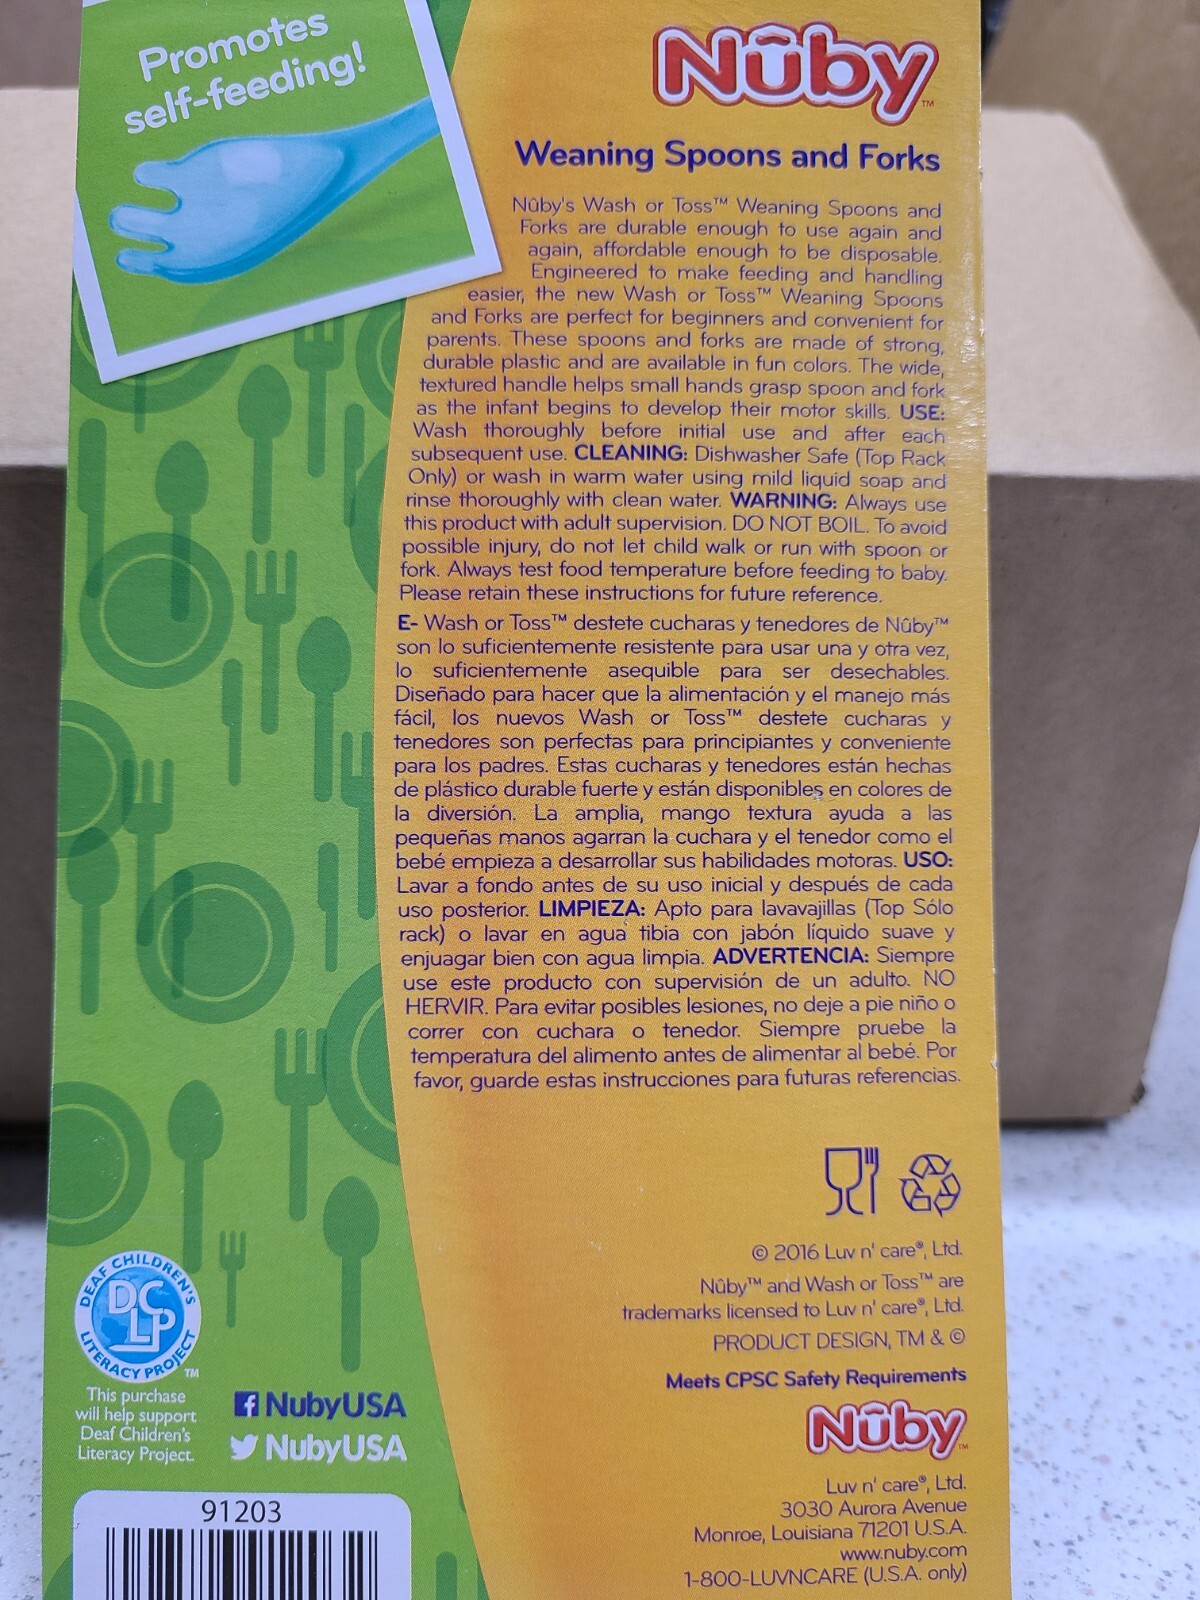 Promotes
self-feeding!
Nûby™
Weaning Spoons and Forks
Nûby's Wash or Toss™ Weaning Spoons and
Forks are durable enough to use again and
again, affordable enough to be disposable.
Engineered to make feeding and handling
easier, the new Wash or Toss™ Weaning Spoons
and Forks are perfect for beginners and convenient for
parents. These spoons and forks are made of strong,
durable plastic and are available in fun colors. The wide,
textured handle helps small hands grasp spoon and fork
as the infant begins to develop their motor skills. USE:
Wash thoroughly before initial use and after each
subsequent use. CLEANING: Dishwasher Safe (Top Rack
Only) or wash in warm water using mild liquid soap and
rinse thoroughly with clean water. WARNING: Always use
this product with adult supervision. DO NOT BOIL. To avoid
possible injury, do not let child walk or run with spoon or
fork. Always test food temperature before feeding to baby.
Please retain these instructions for future reference.
E- Wash or Toss™ destete cucharas y tenedores de Nûby™
son lo suficientemente resistente para usar una y otra vez,
lo suficientemente asequible para ser desechables.
Diseñado para hacer que la alimentación y el manejo más
fácil, los nuevos Wash or Toss™ destete cucharas y
tenedores son perfectas para principiantes y conveniente
para los padres. Estas cucharas y tenedores están hechas
de plástico durable fuerte y están disponibles en colores de
la diversión. La amplia, mango textura ayuda a las
pequeñas manos agarran la cuchara y el tenedor como el
bebé empieza a desarrollar sus habilidades motoras. USO:
Lavar a fondo antes de su uso inicial y después de cada
uso posterior. LIMPIEZA: Apto para lavavajillas (Top Sólo
rack) o lavar en agua tibia con jabón líquido suave y
enjuagar bien con agua limpia. ADVERTENCIA: Siempre
use este producto con supervisión de un adulto. NO
HERVIR. Para evitar posibles lesiones, no deje a pie niño o
correr con cuchara o tenedor. Siempre pruebe la
temperatura del alimento antes de alimentar al bebé. Por
favor, guarde estas instrucciones para futuras referencias.
© 2016 Luv n' care®, Ltd.
Nûby™ and Wash or Toss™ are
trademarks licensed to Luv n' care®, Ltd.
PRODUCT DESIGN, TM & ©
Meets CPSC Safety Requirements
Nûby™
Luv n' care®, Ltd.
3030 Aurora Avenue
Monroe, Louisiana 71201 U.S.A.
www.nuby.com
1-800-LUVNCARE (U.S.A. only)
DEAF CHILDREN'S
DCLP
LITERACY PROJECT™
This purchase
will help support
Deaf Children's
Literacy Project.
NubyUSA
NubyUSA
91203